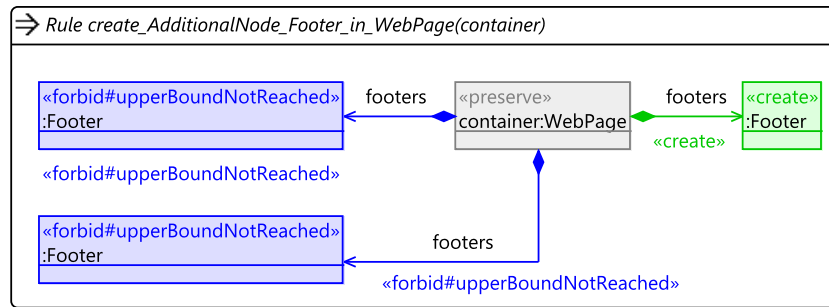 Rule create_AdditionalNode_Footer_in_WebPage(container)
«forbid#upperBoundNotReached»
:Footer
footers
«preserve»
container:WebPage
footers
«create»
:Footer
«create»
«forbid#upperBoundNotReached»
«forbid#upperBoundNotReached»
:Footer
footers
«forbid#upperBoundNotReached»